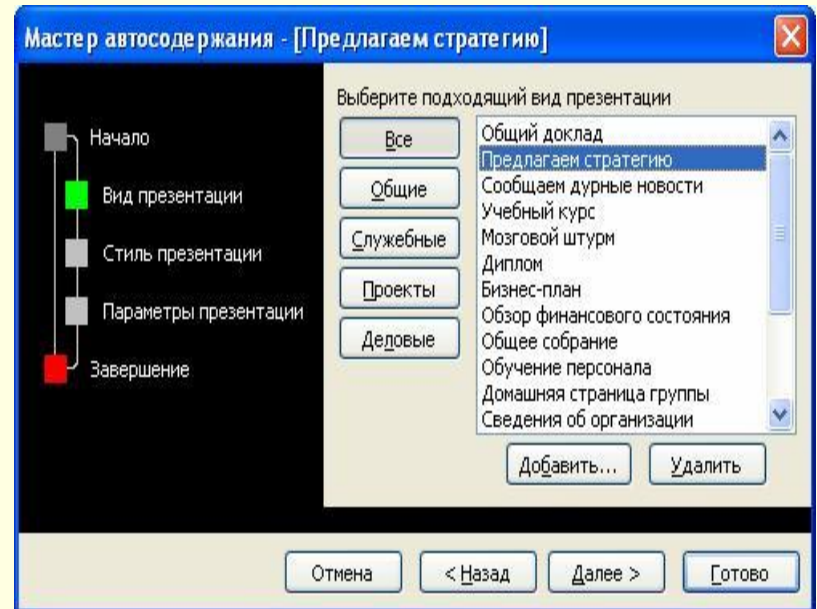 Мастер автосодержания - [Предлагаем стратегию]
Выберите подходящий вид презентации
Начало
Вид презентации
Стиль презентации
Параметры презентации
Завершение
Все
Общие
Служебные
Проекты
Деловые
Общий доклад
Предлагаем стратегию
Сообщаем дурные новости
Учебный курс
Мозговой штурм
Диплом
Бизнес-план
Обзор финансового состояния
Общее собрание
Обучение персонала
Домашняя страница группы
Сведения об организации
Добавить... Удалить
Отмена < Назад Далее > Готово